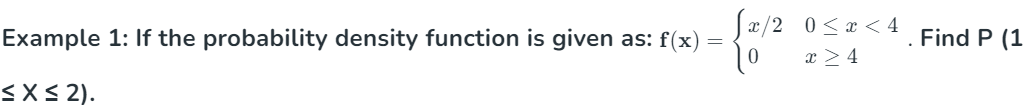 Example 1: If the probability density function is given as: f(x) = { x/2 0 ≤ x < 4
0 x ≥ 4 . Find P (1
≤ X ≤ 2).